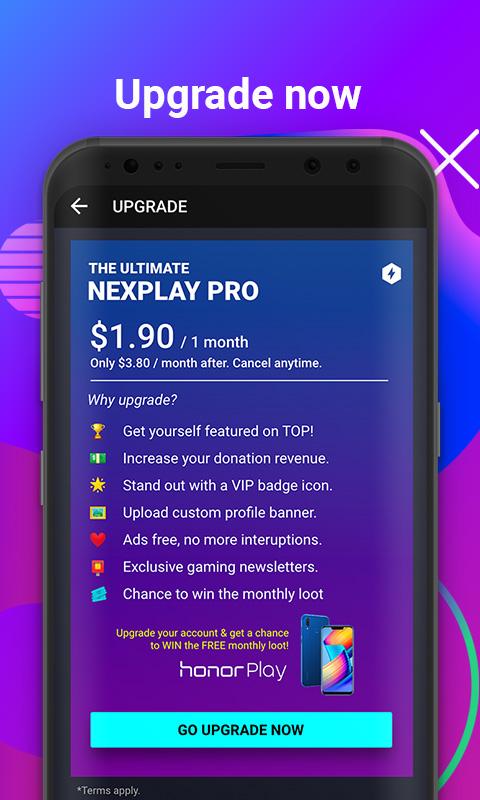 Upgrade now
UPGRADE
THE ULTIMATE
NEXPLAY PRO
$1.90 / 1 month
Only $3.80 / month after. Cancel anytime.
Why upgrade?
Get yourself featured on TOP!
Increase your donation revenue.
Stand out with a VIP badge icon.
Upload custom profile banner.
Ads free, no more interuptions.
Exclusive gaming newsletters.
Chance to win the monthly loot
Upgrade your account & get a chance
to WIN the FREE monthly loot!
honor Play
GO UPGRADE NOW
*Terms apply.